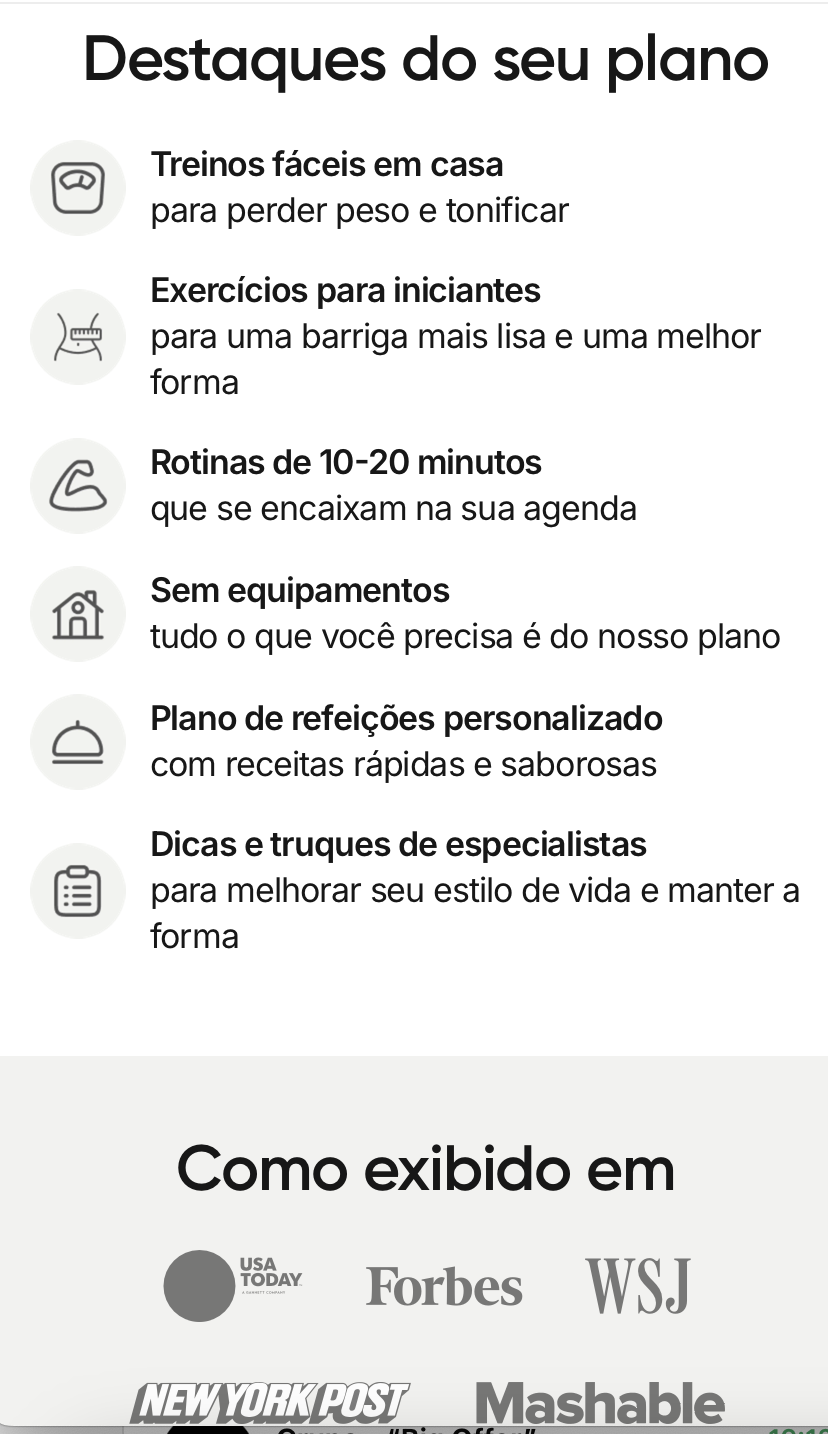 Destaques do seu plano
Treinos fáceis em casa
para perder peso e tonificar
Exercícios para iniciantes
para uma barriga mais lisa e uma melhor
forma
Rotinas de 10-20 minutos
que se encaixam na sua agenda
Sem equipamentos
tudo o que você precisa é do nosso plano
Plano de refeições personalizado
com receitas rápidas e saborosas
Dicas e truques de especialistas
para melhorar seu estilo de vida e manter a
forma
Como exibido em
USA
TODAY
A GANNETT COMPANY
Forbes
WSJ
NEW YORK POST
Mashable
"Big Offer"